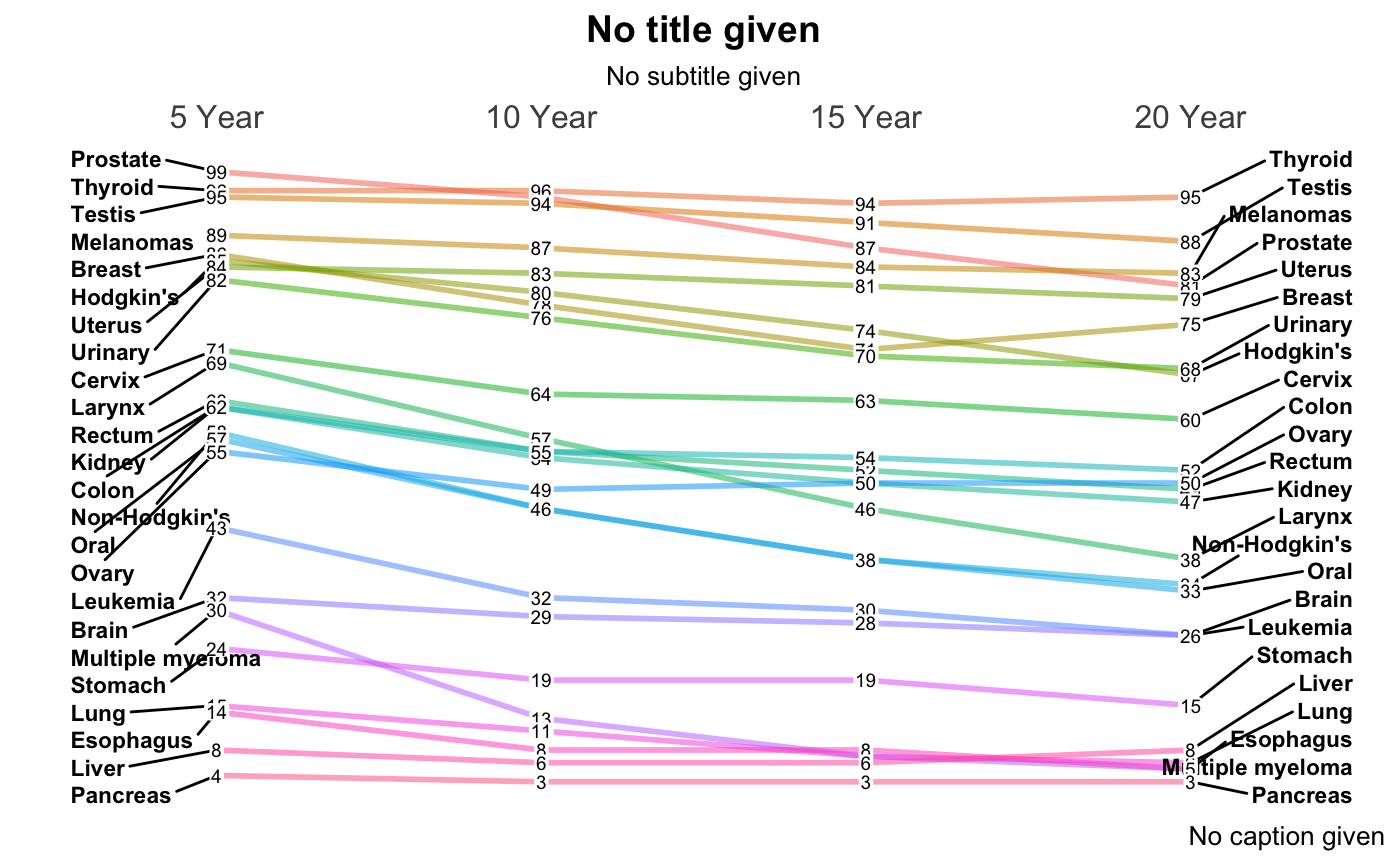 No title given
No subtitle given
5 Year 10 Year 15 Year 20 Year
Prostate 99 Thyroid
Thyroid 96 Testis
Testis 95 94 94 95 Melanomas
Melanomas 89 87 91 88 Prostate
Breast 87 84 83 Uterus
Hodgkin's 84 83 81 81 Breast
Uterus 82 80 79 Urinary
Urinary 78 74 75 Hodgkin's
Cervix 71 76 70 68 Cervix
Larynx 69 64 63 60 Colon
Rectum 62 57 54 Ovary
Kidney 55 52 52 Rectum
Colon 57 50 50 Kidney
Non-Hodgkin's 55 49 47 Larynx
Oral 43 46 46 38 Non-Hodgkin's
Ovary 38 33 Oral
Leukemia 32 32 30 Brain
Brain 30 29 28 26 Leukemia
Multiple myeloma 24 Stomach
Stomach 19 19 15 Liver
Lung 14 13 Lung
Esophagus 11 8 8 Esophagus
Liver 8 8 6 Multiple myeloma
Pancreas 4 6 3 3 3 Pancreas
No caption given